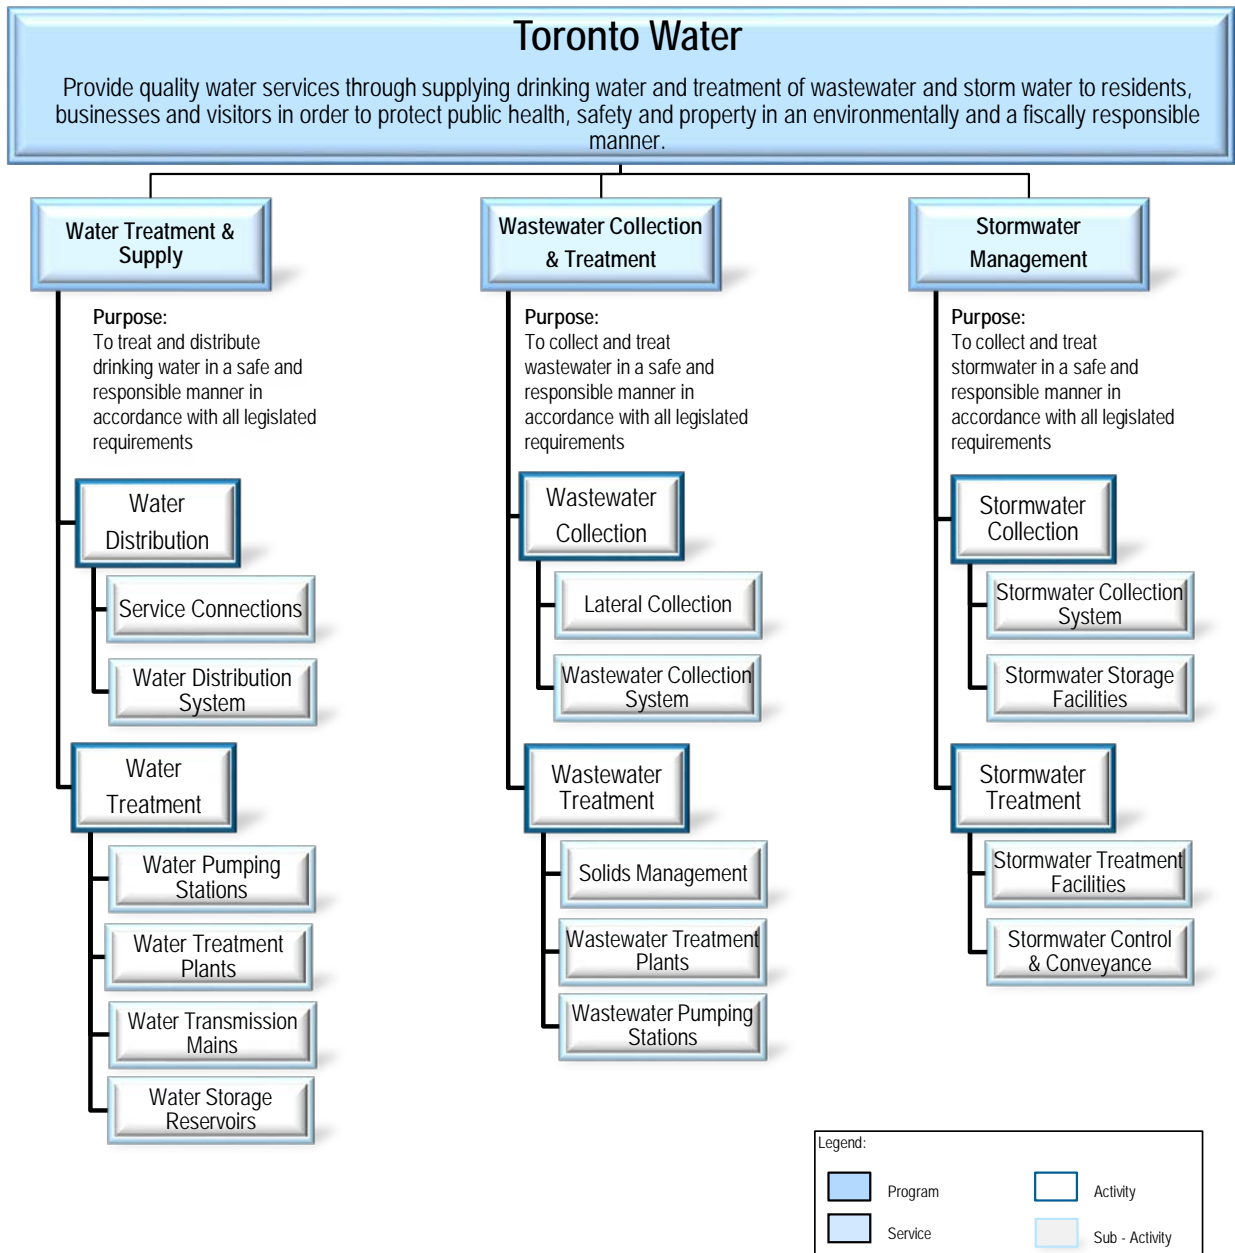 Toronto Water
Provide quality water services through supplying drinking water and treatment of wastewater and storm water to residents,
businesses and visitors in order to protect public health, safety and property in an environmentally and a fiscally responsible
manner.
Water Treatment &
Supply
Purpose:
To treat and distribute
drinking water in a safe and
responsible manner in
accordance with all legislated
requirements
Water
Distribution
Service Connections
Water Distribution
System
Water
Treatment
Water Pumping
Stations
Water Treatment
Plants
Water Transmission
Mains
Water Storage
Reservoirs
Wastewater Collection
& Treatment
Purpose:
To collect and treat
wastewater in a safe and
responsible manner in
accordance with all legislated
requirements
Wastewater
Collection
Lateral Collection
Wastewater Collection
System
Wastewater
Treatment
Solids Management
Wastewater Treatment
Plants
Wastewater Pumping
Stations
Stormwater
Management
Purpose:
To collect and treat
stormwater in a safe and
responsible manner in
accordance with all legislated
requirements
Stormwater
Collection
Stormwater Collection
System
Stormwater Storage
Facilities
Stormwater
Treatment
Stormwater Treatment
Facilities
Stormwater Control
& Conveyance
Legend:
Program
Activity
Service
Sub - Activity